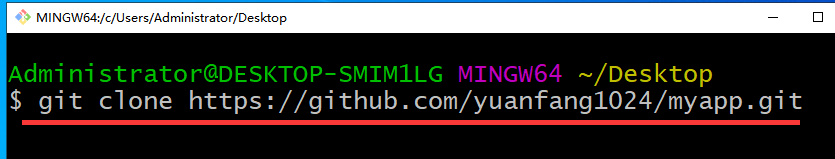 MINGW64:/c/Users/Administrator/Desktop
Administrator@DESKTOP-SMIM1LG MINGW64 ~/Desktop
$ git clone https://github.com/yuanfang1024/myapp.git